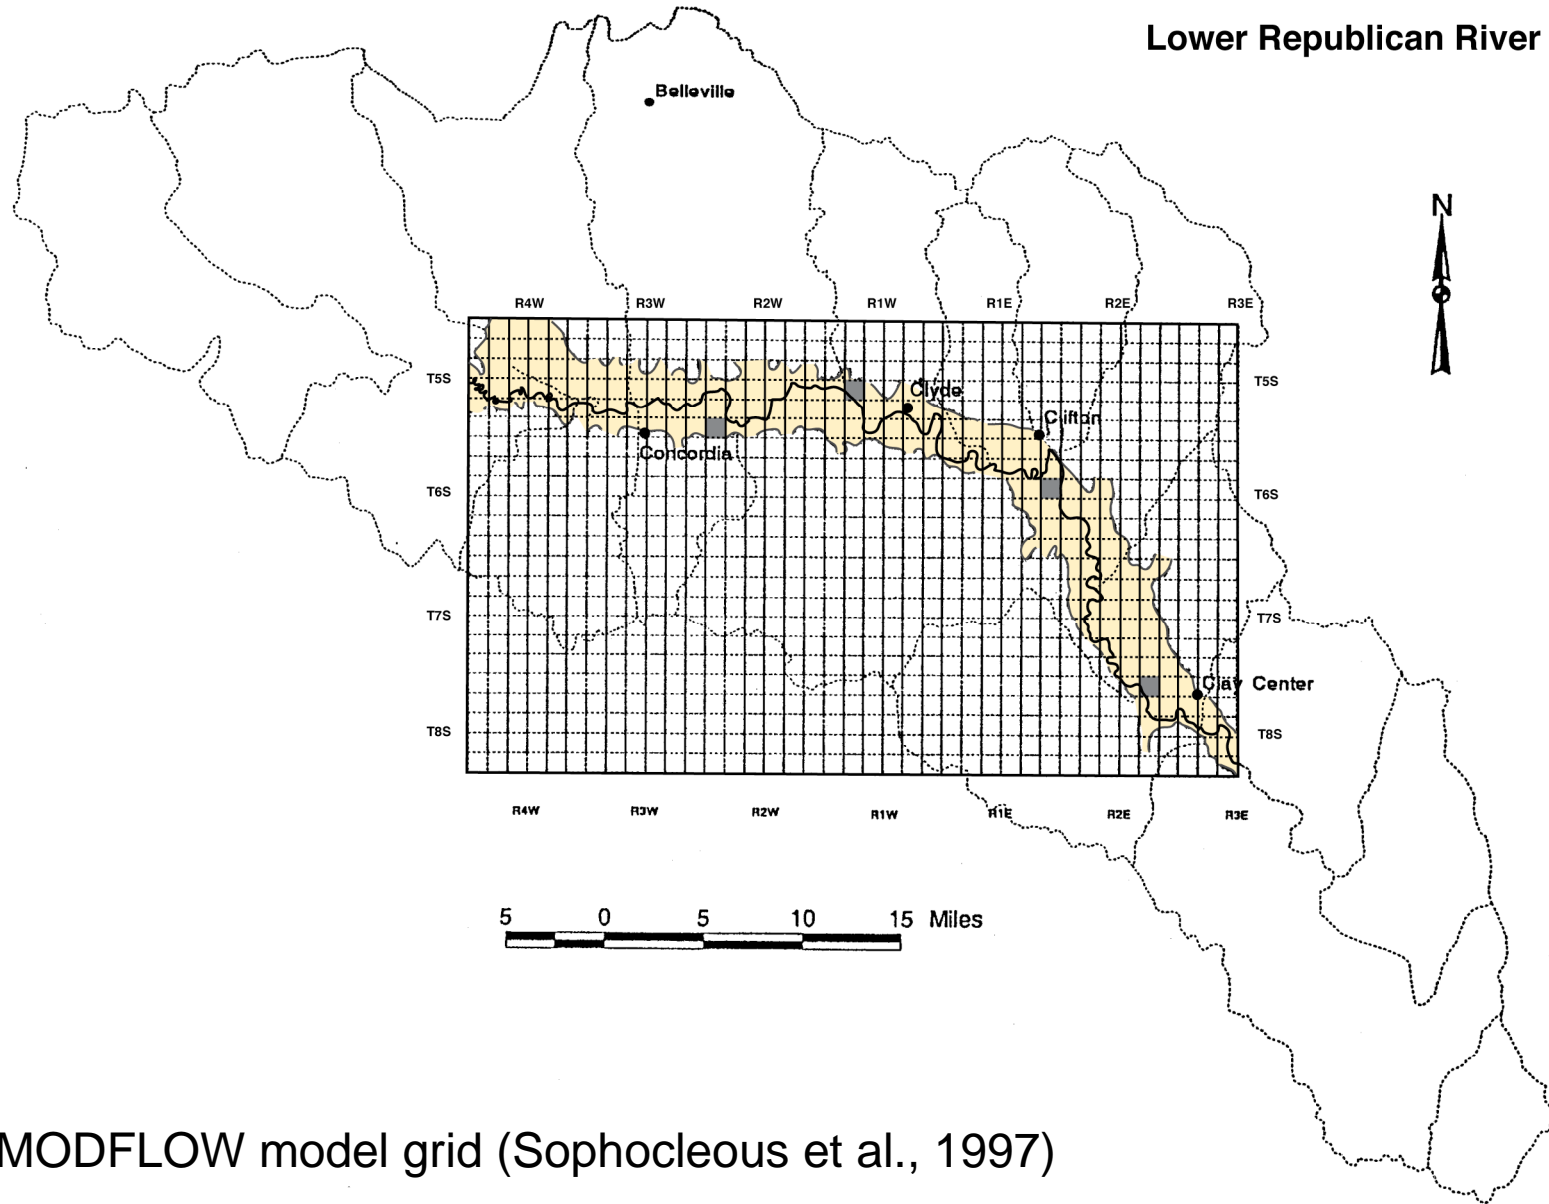 Lower Republican River
Belleville
N
R4W R3W R2W R1W R1E R2E R3E
T5S T5S
Clyde
Clifton
Concordia
T6S T6S
T7S T7S
Clay Center
T8S T8S
R4W R3W R2W R1W R1E R2E R3E
5 0 5 10 15 Miles
MODFLOW model grid (Sophocleous et al., 1997)